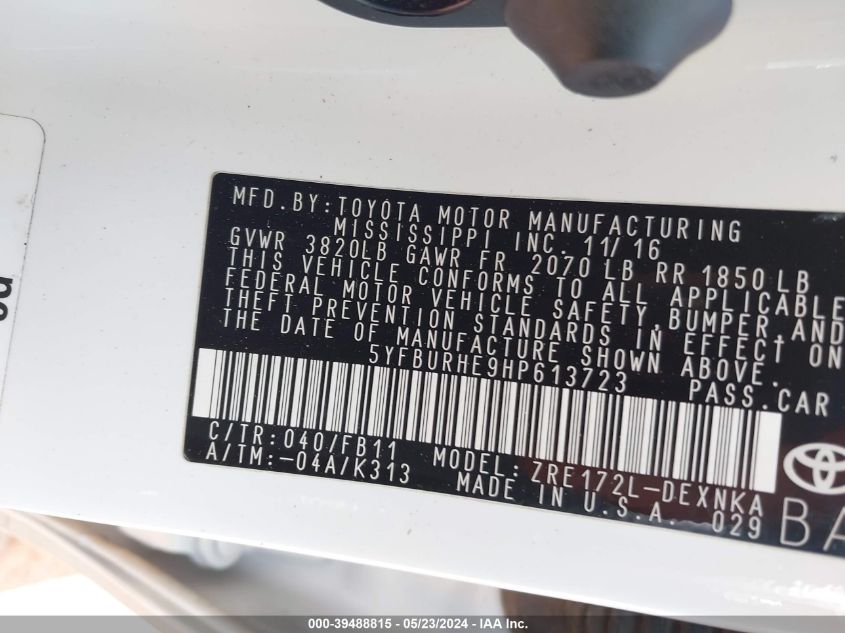 MFD.BY:TOYOTA MOTOR MANUFACTURING
MISSISSIPPI INC. 11/16
GVWR 3820LB GAWR FR 2070 LB RR 1850 LB
THIS VEHICLE CONFORMS TO ALL APPLICABLE
FEDERAL MOTOR VEHICLE SAFETY, BUMPER, AND
THEFT PREVENTION STANDARDS IN EFFECT ON
THE DATE OF MANUFACTURE SHOWN ABOVE.
5YFBURHE9HP613723 PASS.CAR
C/TR:040/FB11 MODEL:ZRE172L-DEXNKA
A/TM:-04A/K313 MADE IN U.S.A. 029
BA
000-39488815 - 05/23/2024 - IAA Inc.